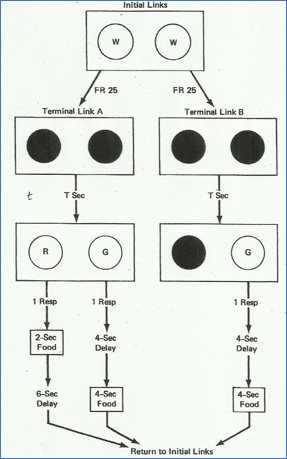 Initial Links
W W
FR 25 FR 25
Terminal Link A Terminal Link B
t T Sec T Sec
R G G
1 Resp 1 Resp 1 Resp
2-Sec
Food
4-Sec
Delay
4-Sec
Delay
6-Sec
Delay
4-Sec
Food
4-Sec
Food
Return to Initial Links